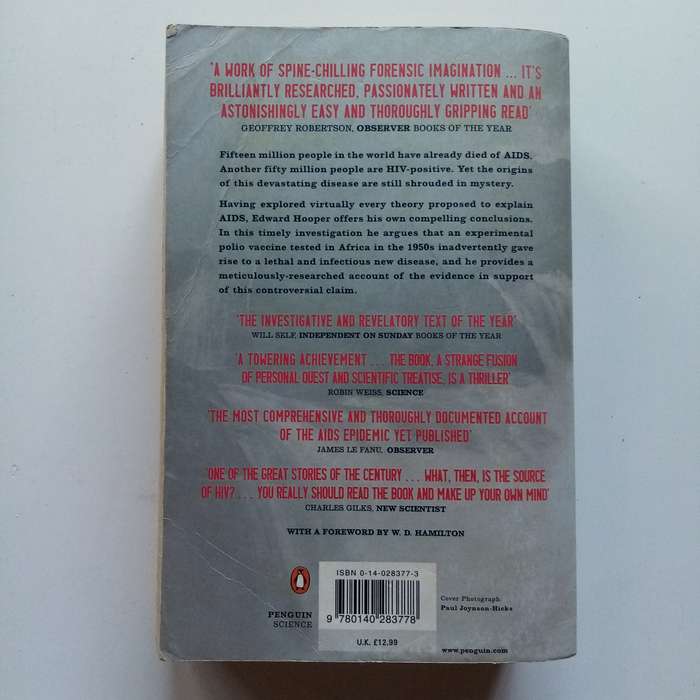 'A WORK OF SPINE-CHILLING FORENSIC IMAGINATION ... IT'S
BRILLIANTLY RESEARCHED, PASSIONATELY WRITTEN AND AN
ASTONISHINGLY EASY AND THOROUGHLY GRIPPING READ'
GEOFFREY ROBERTSON, OBSERVER BOOKS OF THE YEAR
Fifteen million people in the world have already died of AIDS.
Another fifty million people are HIV-positive. Yet the origins
of this devastating disease are still shrouded in mystery.
Having explored virtually every theory proposed to explain
AIDS, Edward Hooper offers his own compelling conclusions.
In this timely investigation he argues that an experimental
polio vaccine tested in Africa in the 1950s inadvertently gave
rise to a lethal and infectious new disease, and he provides a
meticulously-researched account of the evidence in support
of this controversial claim.
'THE INVESTIGATIVE AND REVELATORY TEXT OF THE YEAR'
WILL SELF, INDEPENDENT ON SUNDAY BOOKS OF THE YEAR
'A TOWERING ACHIEVEMENT ... THE BOOK, A STRANGE FUSION
OF PERSONAL QUEST AND SCIENTIFIC TREATISE, IS A THRILLER'
ROBIN WEISS, SCIENCE
'THE MOST COMPREHENSIVE AND THOROUGHLY DOCUMENTED ACCOUNT
OF THE AIDS EPIDEMIC YET PUBLISHED'
JAMES LE FANU, OBSERVER
'ONE OF THE GREAT STORIES OF THE CENTURY ... WHAT, THEN, IS THE SOURCE
OF HIV? ... YOU REALLY SHOULD READ THE BOOK AND MAKE UP YOUR OWN MIND'
CHARLES GILKS, NEW SCIENTIST
WITH A FOREWORD BY W. D. HAMILTON
PENGUIN
SCIENCE
ISBN 0-14-028377-3
9 780140 283778
U.K. £12.99
Cover Photograph:
Paul Joynson-Hicks
www.penguin.com